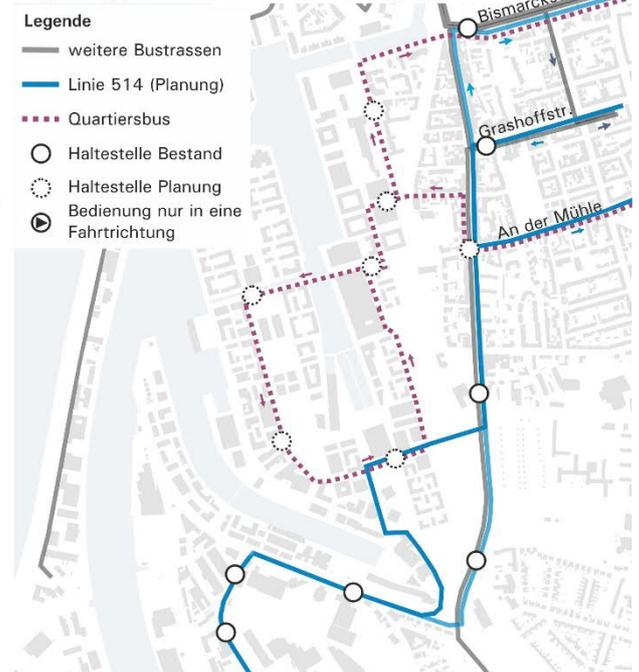 Legende
weitere Bustrassen
Linie 514 (Planung)
Quartiersbus
Haltestelle Bestand
Haltestelle Planung
Bedienung nur in eine
Fahrtrichtung
Grashoffstr.
An der Mühle